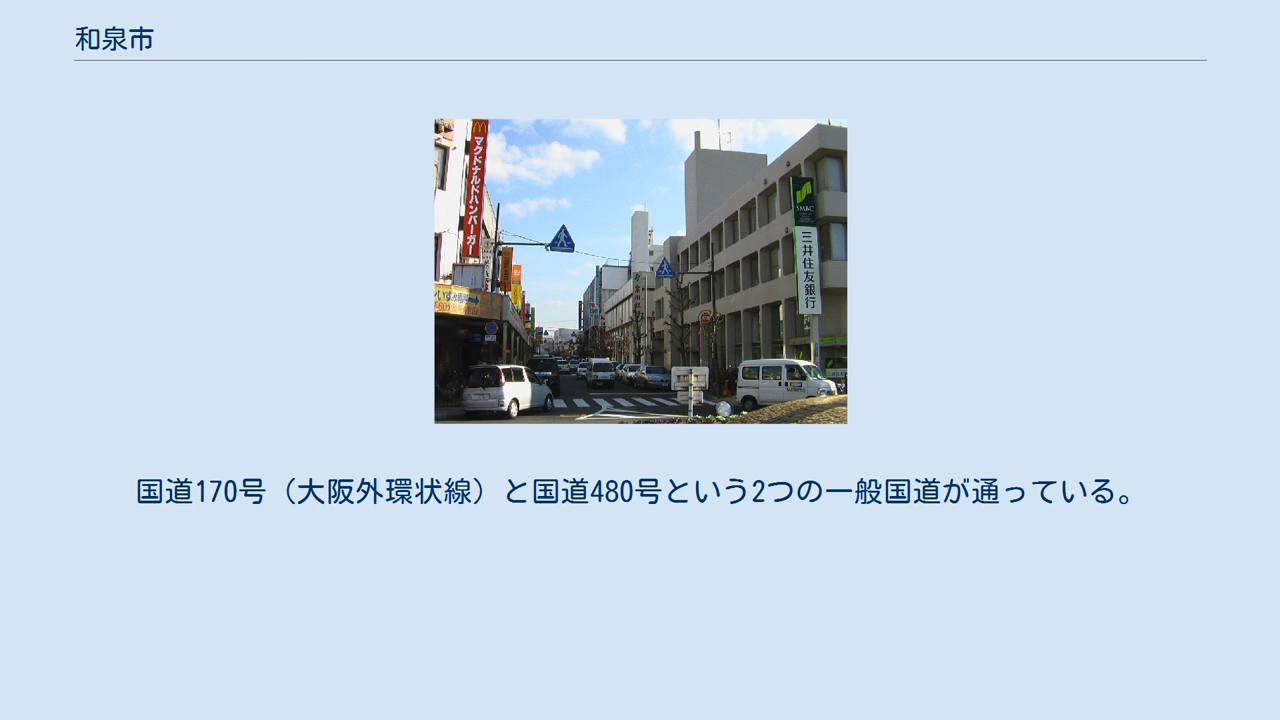 和泉市
マクドナルドハンバーガー
SMBC
三井住友銀行
国道170号（大阪外環状線）と国道480号という2つの一般国道が通っている。